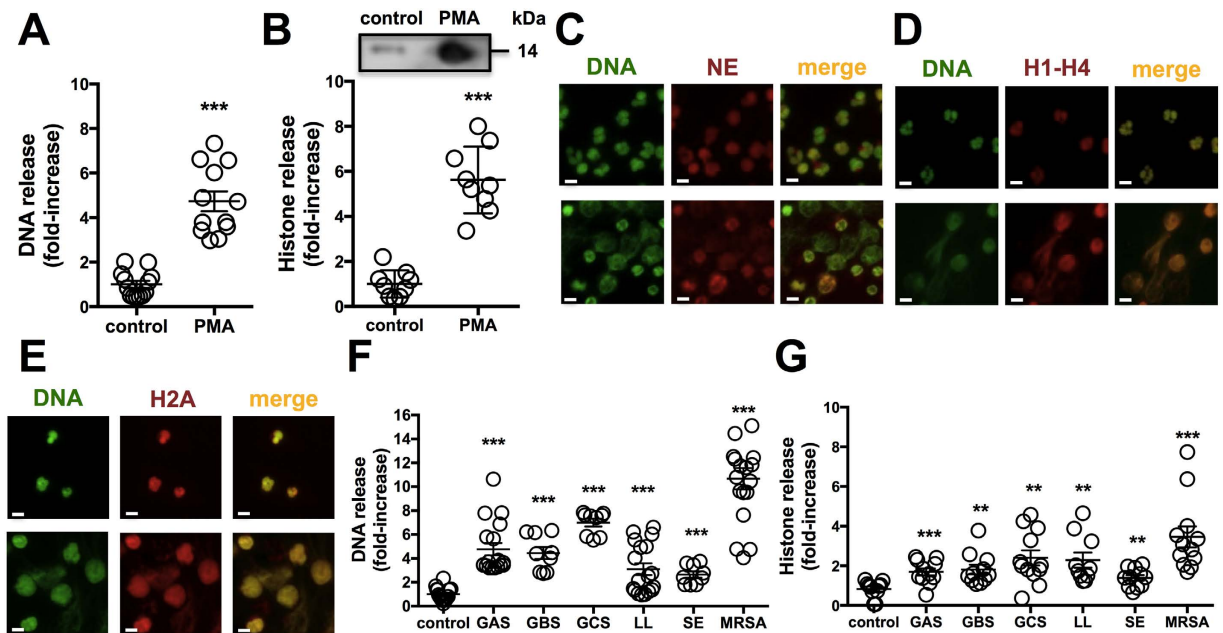 A
DNA release
(fold-increase)
10
8
6
4
2
0
***
control PMA
B
control PMA kDa
14
Histone release
(fold-increase)
10
8
6
4
2
0
***
control PMA
C
DNA NE merge
D
DNA H1-H4 merge
E
DNA H2A merge
F
DNA release
(fold-increase)
16
14
12
10
8
6
4
2
0
*** *** *** *** *** ***
control GAS GBS GCS LL SE MRSA
G
Histone release
(fold-increase)
10
8
6
4
2
0
*** ** ** ** ** ***
control GAS GBS GCS LL SE MRSA